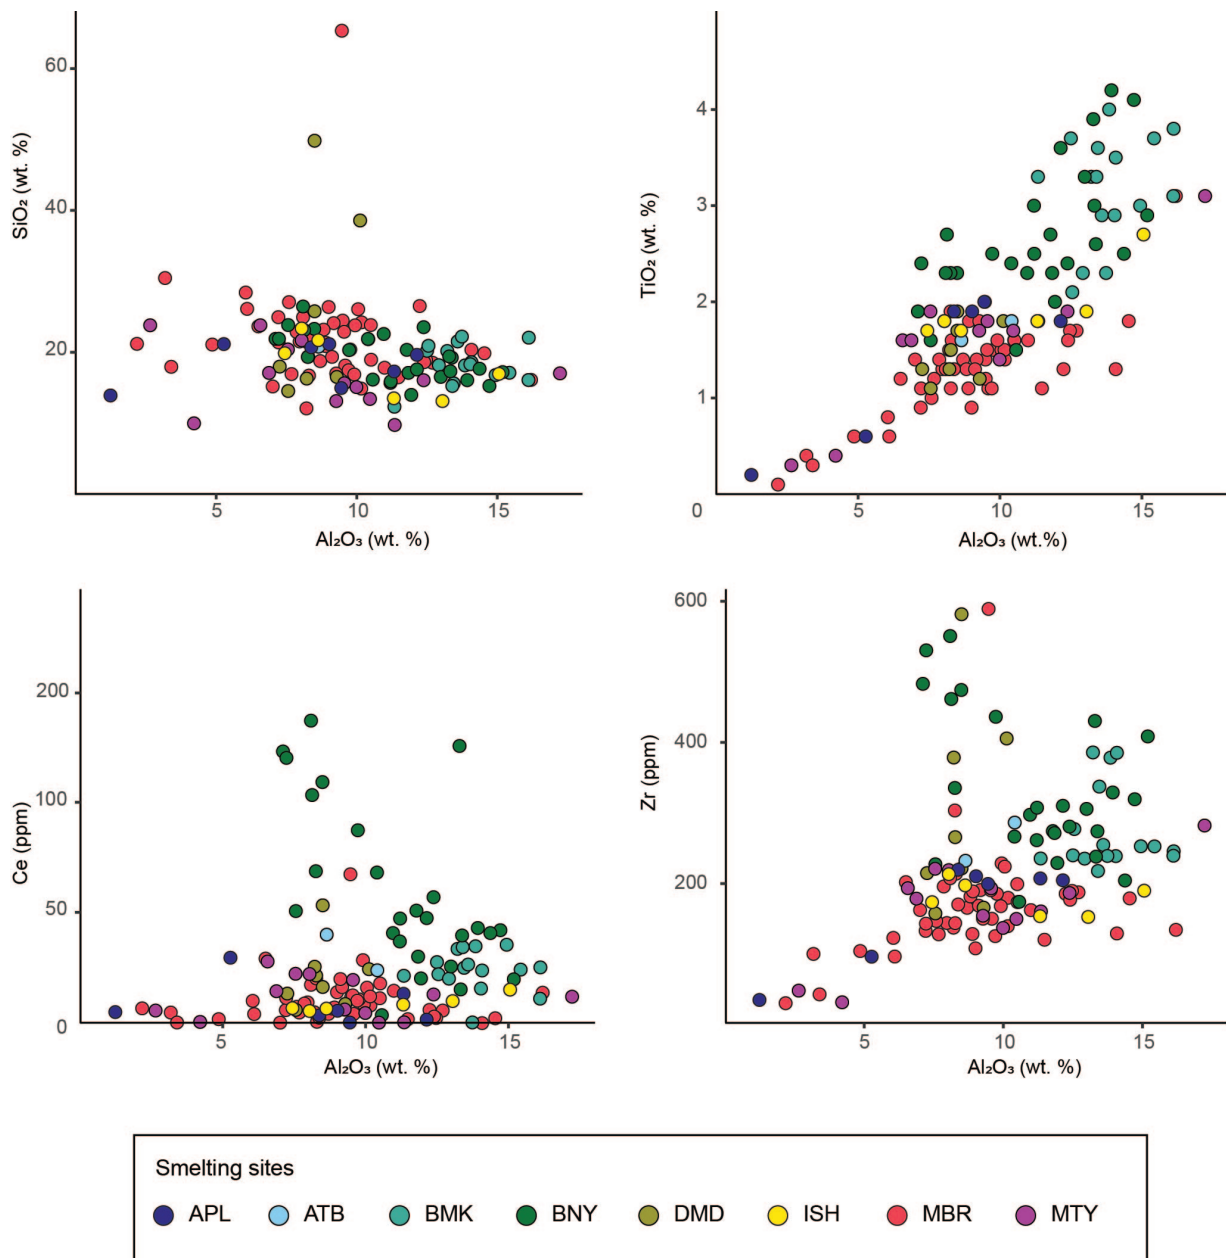 SiO₂ (wt. %)
60
40
20
5 10 15
Al₂O₃ (wt. %)
TiO₂ (wt. %)
4
3
2
1
0 5 10 15
Al₂O₃ (wt.%)
Ce (ppm)
200
100
50
0
5 10 15
Al₂O₃ (wt. %)
Zr (ppm)
600
400
200
5 10 15
Al₂O₃ (wt. %)
Smelting sites
APL ATB BMK BNY DMD ISH MBR MTY